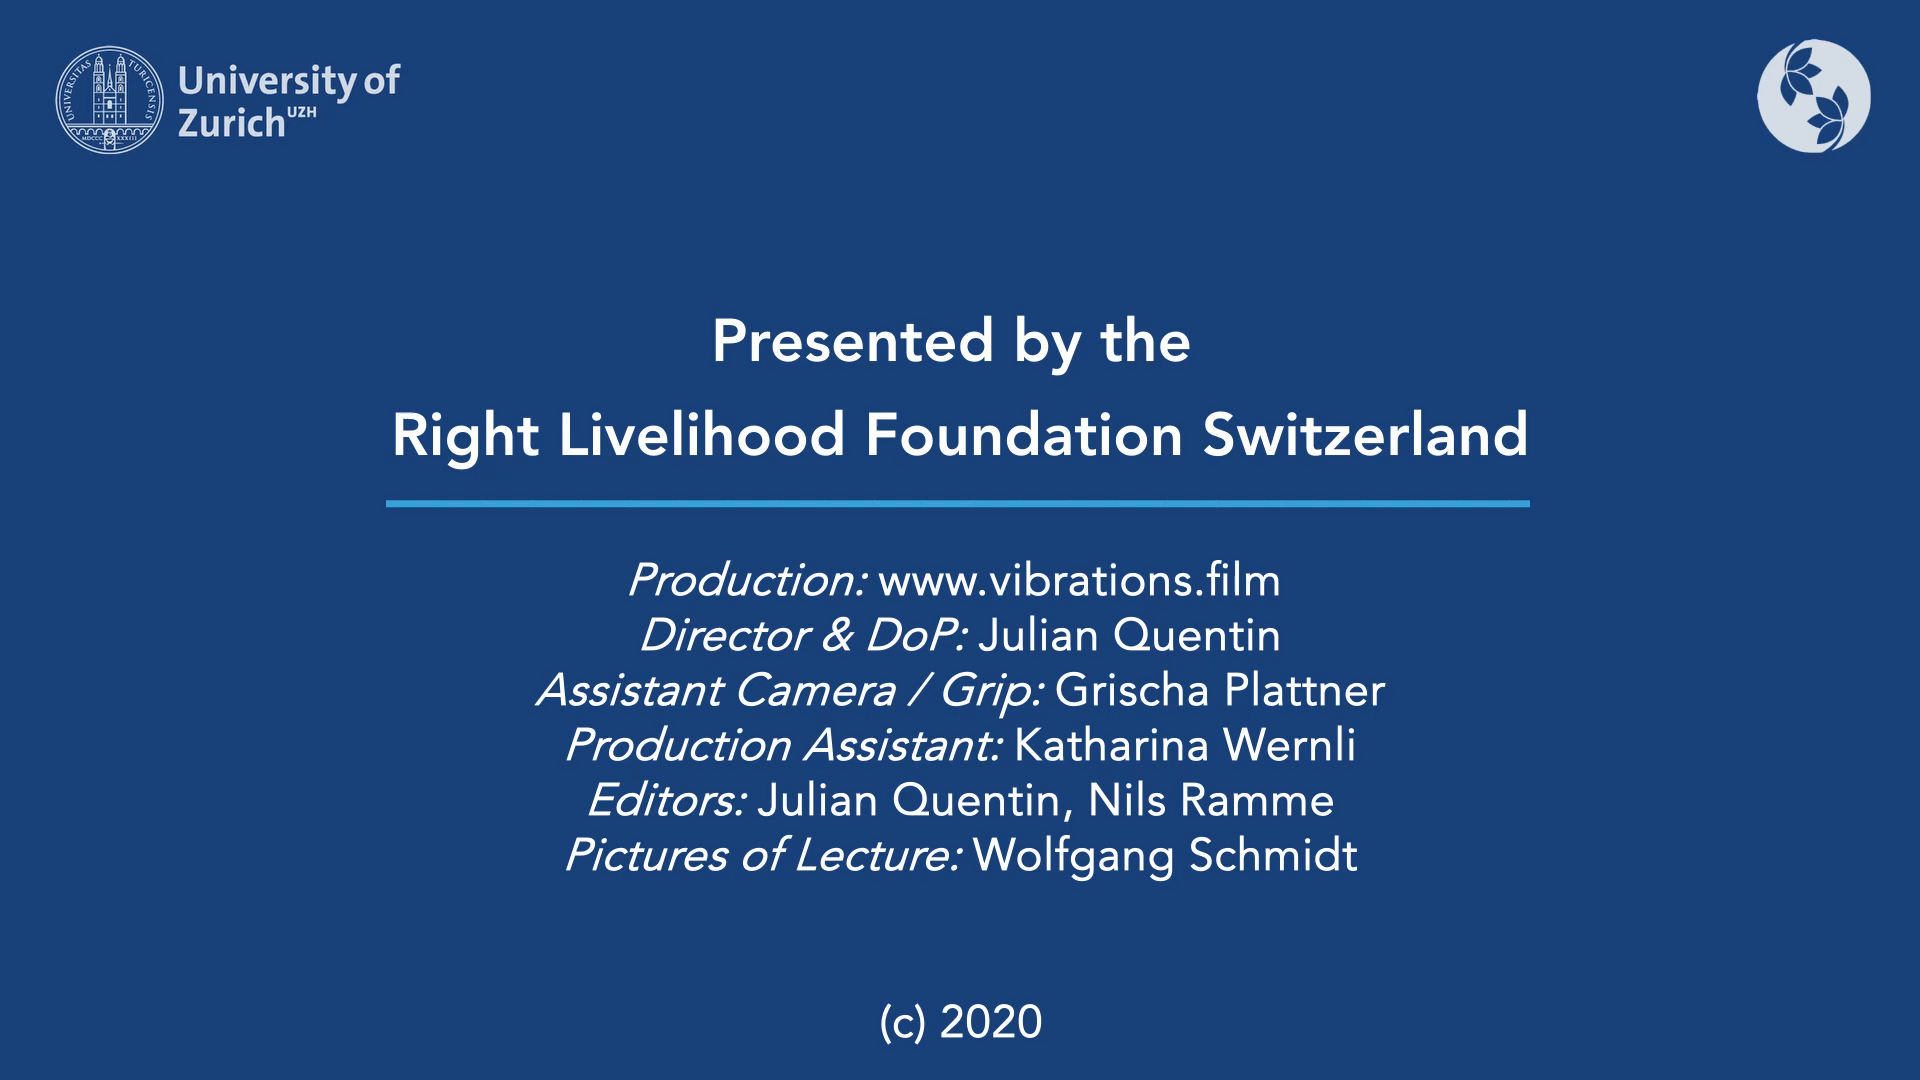 UNIVERSITAS TURICENSIS
University of
Zurich UZH
Presented by the
Right Livelihood Foundation Switzerland
Production: www.vibrations.film
Director & DoP: Julian Quentin
Assistant Camera / Grip: Grischa Plattner
Production Assistant: Katharina Wernli
Editors: Julian Quentin, Nils Ramme
Pictures of Lecture: Wolfgang Schmidt
(c) 2020